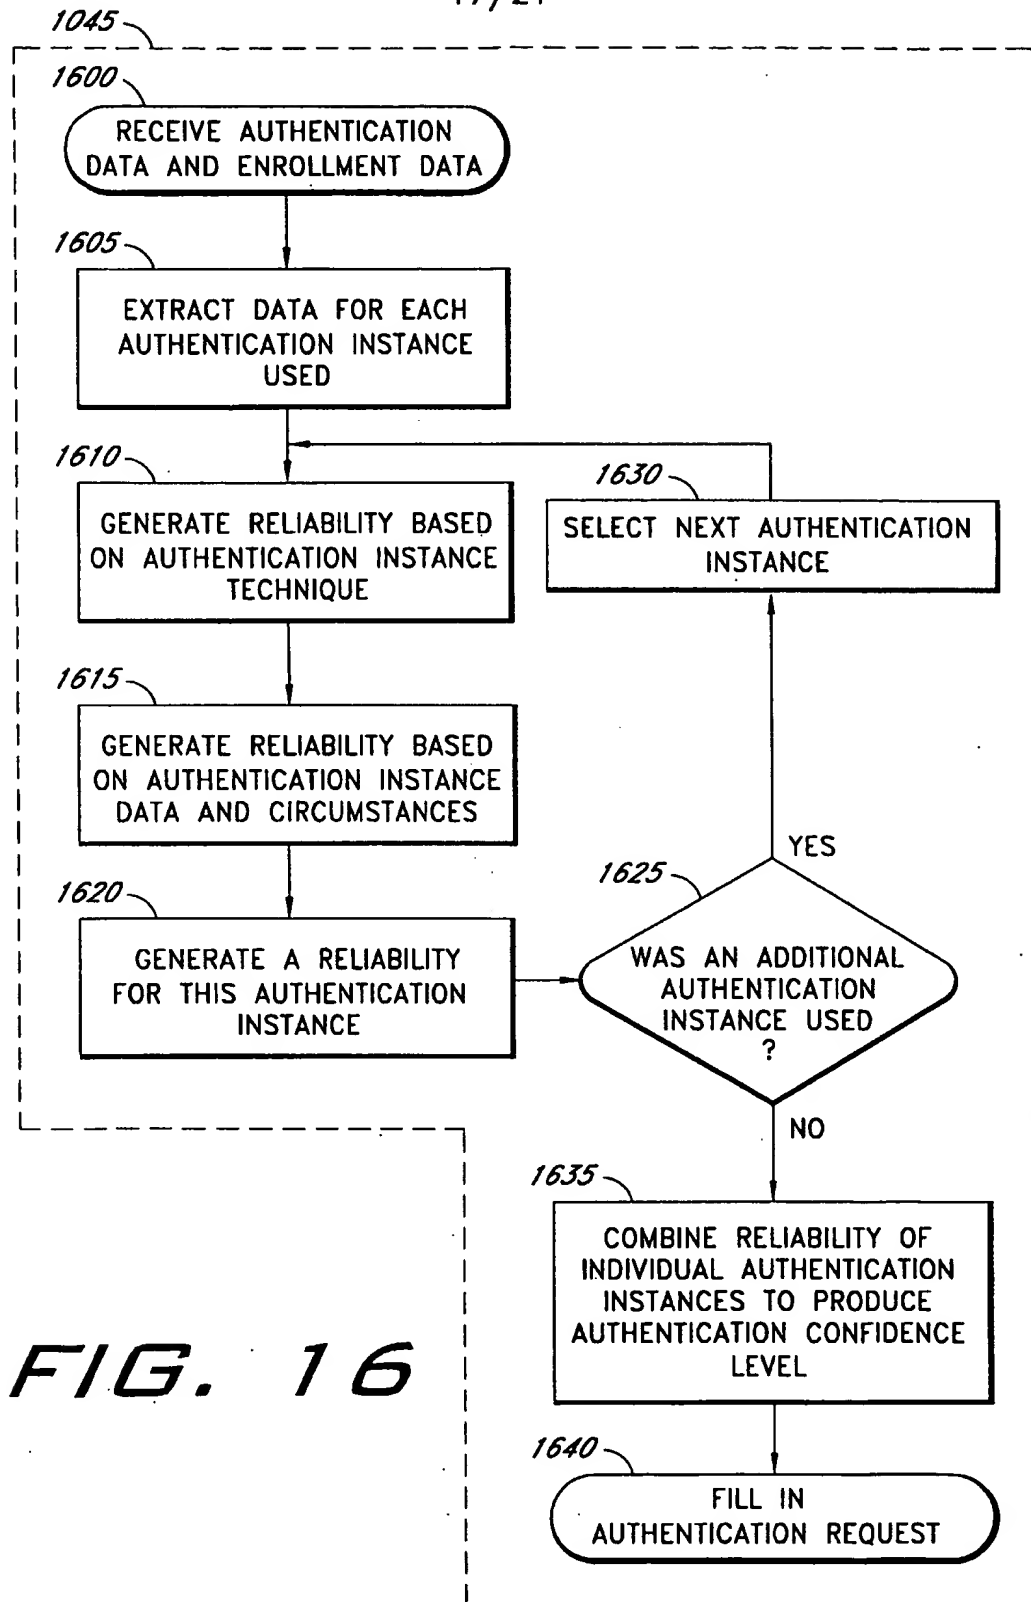 1045
1600
RECEIVE AUTHENTICATION
DATA AND ENROLLMENT DATA
1605
EXTRACT DATA FOR EACH
AUTHENTICATION INSTANCE
USED
1610
GENERATE RELIABILITY BASED
ON AUTHENTICATION INSTANCE
TECHNIQUE
1630
SELECT NEXT AUTHENTICATION
INSTANCE
1615
GENERATE RELIABILITY BASED
ON AUTHENTICATION INSTANCE
DATA AND CIRCUMSTANCES
YES
1620
GENERATE A RELIABILITY
FOR THIS AUTHENTICATION
INSTANCE
1625
WAS AN ADDITIONAL
AUTHENTICATION
INSTANCE USED
?
NO
1635
COMBINE RELIABILITY OF
INDIVIDUAL AUTHENTICATION
INSTANCES TO PRODUCE
AUTHENTICATION CONFIDENCE
LEVEL
1640
FILL IN
AUTHENTICATION REQUEST
FIG. 16